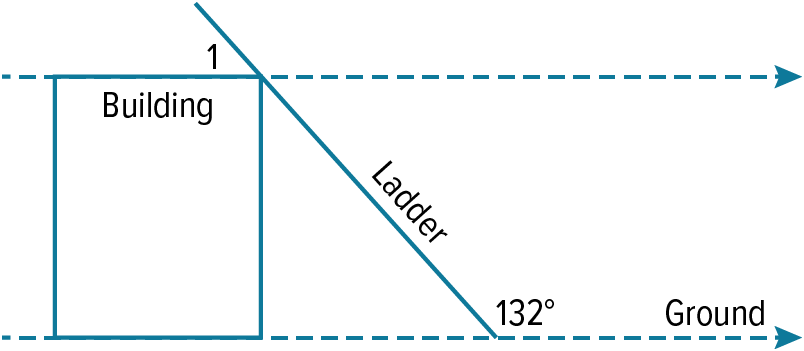 1
Building
Ladder
132°
Ground